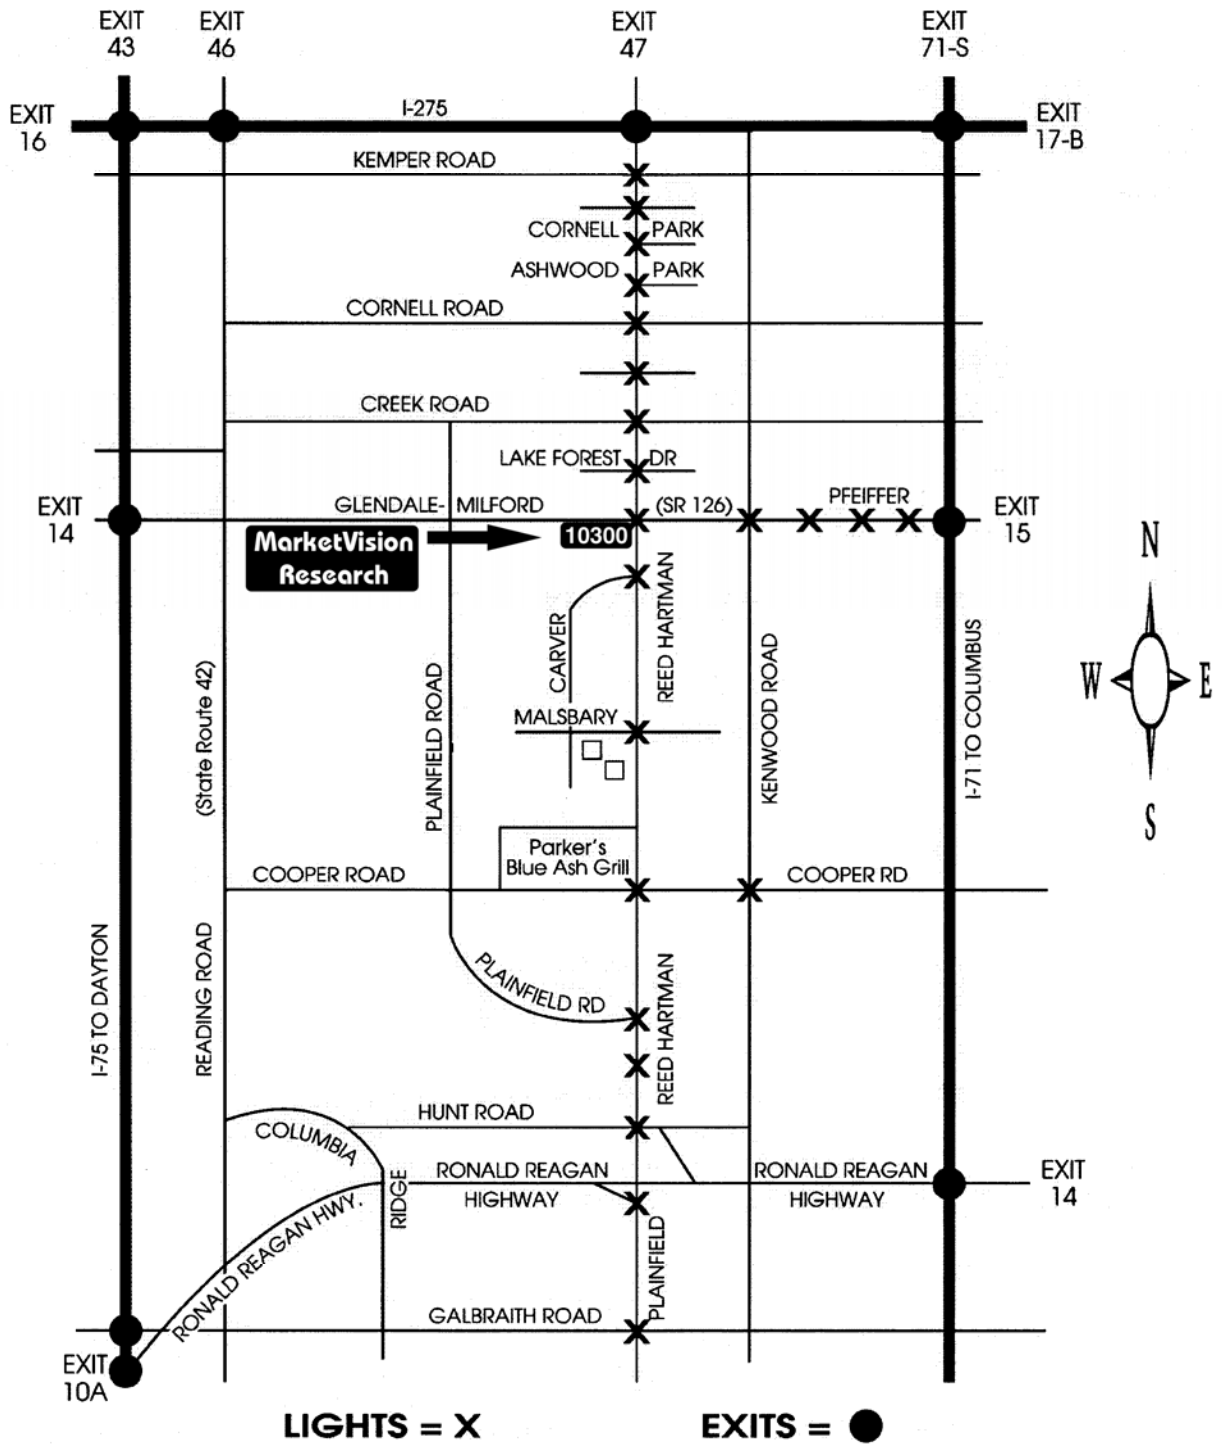 EXIT
43
EXIT
46
EXIT
47
EXIT
71-S
EXIT
16
I-275
EXIT
17-B
KEMPER ROAD
CORNELL PARK
ASHWOOD PARK
CORNELL ROAD
CREEK ROAD
LAKE FOREST DR
EXIT
14
GLENDALE- MILFORD
(SR 126)
PFEIFFER
EXIT
15
MarketVision
Research
10300
N
W
E
S
CARVER
REED HARTMAN
MALSBARY
(State Route 42)
PLAINFIELD ROAD
KENWOOD ROAD
I-71 TO COLUMBUS
Parker's
Blue Ash Grill
COOPER ROAD
COOPER RD
I-75 TO DAYTON
READING ROAD
PLAINFIELD RD
REED HARTMAN
HUNT ROAD
COLUMBIA
RIDGE
RONALD REAGAN
HIGHWAY
RONALD REAGAN
HIGHWAY
EXIT
14
RONALD REAGAN HWY.
PLAINFIELD
GALBRAITH ROAD
EXIT
10A
LIGHTS = X
EXITS =